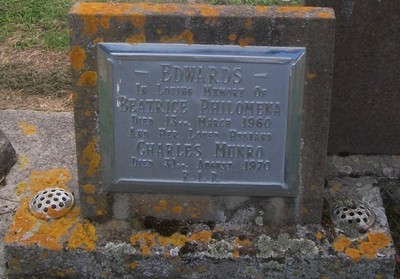 — EDWARDS —
IN LOVING MEMORY OF
BEATRICE PHILOMENA
DIED 13TH. MARCH 1960
AND HER LOVED HUSBAND
CHARLES MUNRO
DIED 31ST. AUGUST 1976
R.I.P.